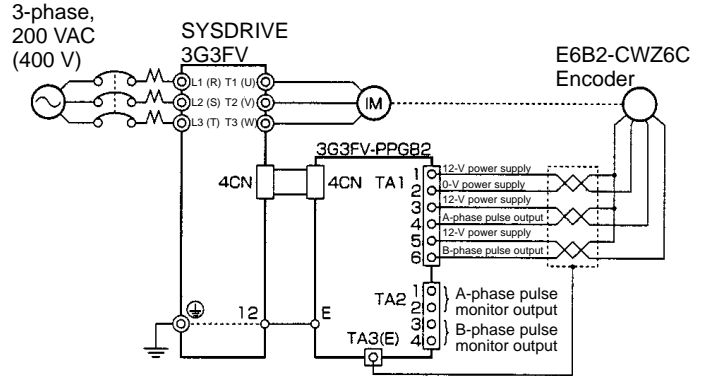 3-phase,
200 VAC
(400 V)
SYSDRIVE
3G3FV
E6B2-CWZ6C
Encoder
L1 (R) T1 (U)
L2 (S) T2 (V)
L3 (T) T3 (W)
IM
3G3FV-PPGB2
4CN
4CN
TA1
1
2
3
4
5
6
12-V power supply
0-V power supply
12-V power supply
A-phase pulse output
12-V power supply
B-phase pulse output
TA2
1
2
3
4
A-phase pulse
monitor output
B-phase pulse
monitor output
12
E
TA3(E)